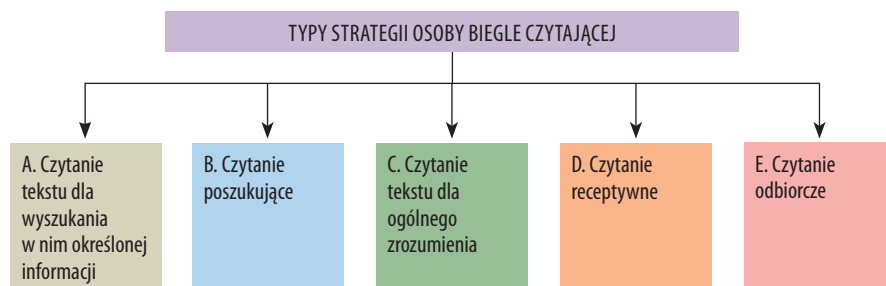 TYPY STRATEGII OSOBY BIEGLE CZYTAJĄCEJ
A. Czytanie
tekstu dla
wyszukania
w nim określonej
informacji
B. Czytanie
poszukujące
C. Czytanie
tekstu dla
ogólnego
zrozumienia
D. Czytanie
receptywne
E. Czytanie
odbiorcze